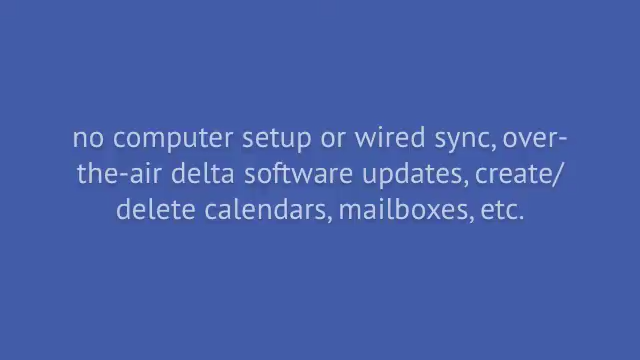 no computer setup or wired sync, over-
the-air delta software updates, create/
delete calendars, mailboxes, etc.